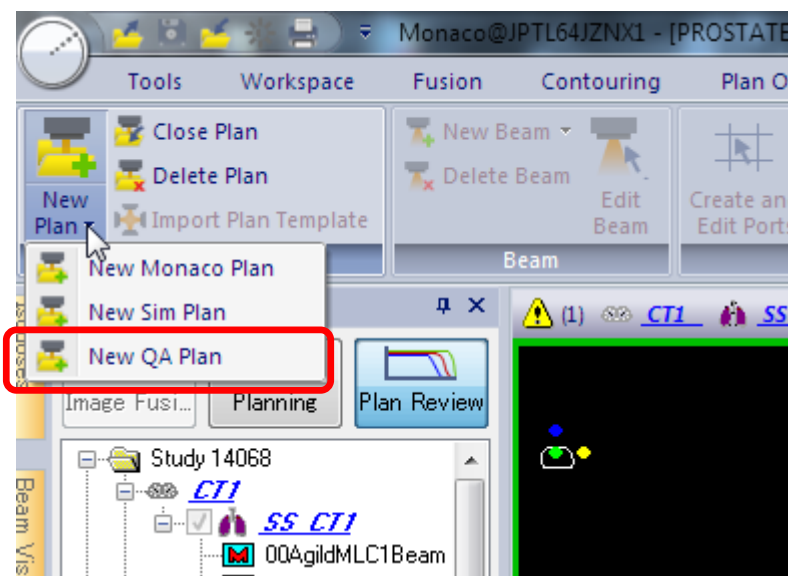 Monaco@JPTL64JZNX1 - [PROSTATE
Tools Workspace Fusion Contouring Plan O
New Plan
Close Plan
Delete Plan
Import Plan Template
New Beam
Delete Beam
Edit Beam
Create an
Edit Ports
Beam
New Monaco Plan
New Sim Plan
New QA Plan
(1) CT1 SS
Image Fusi... Planning Plan Review
Study 14068
CT1
SS CT1
00AgildMLC1Beam
Beam Vis